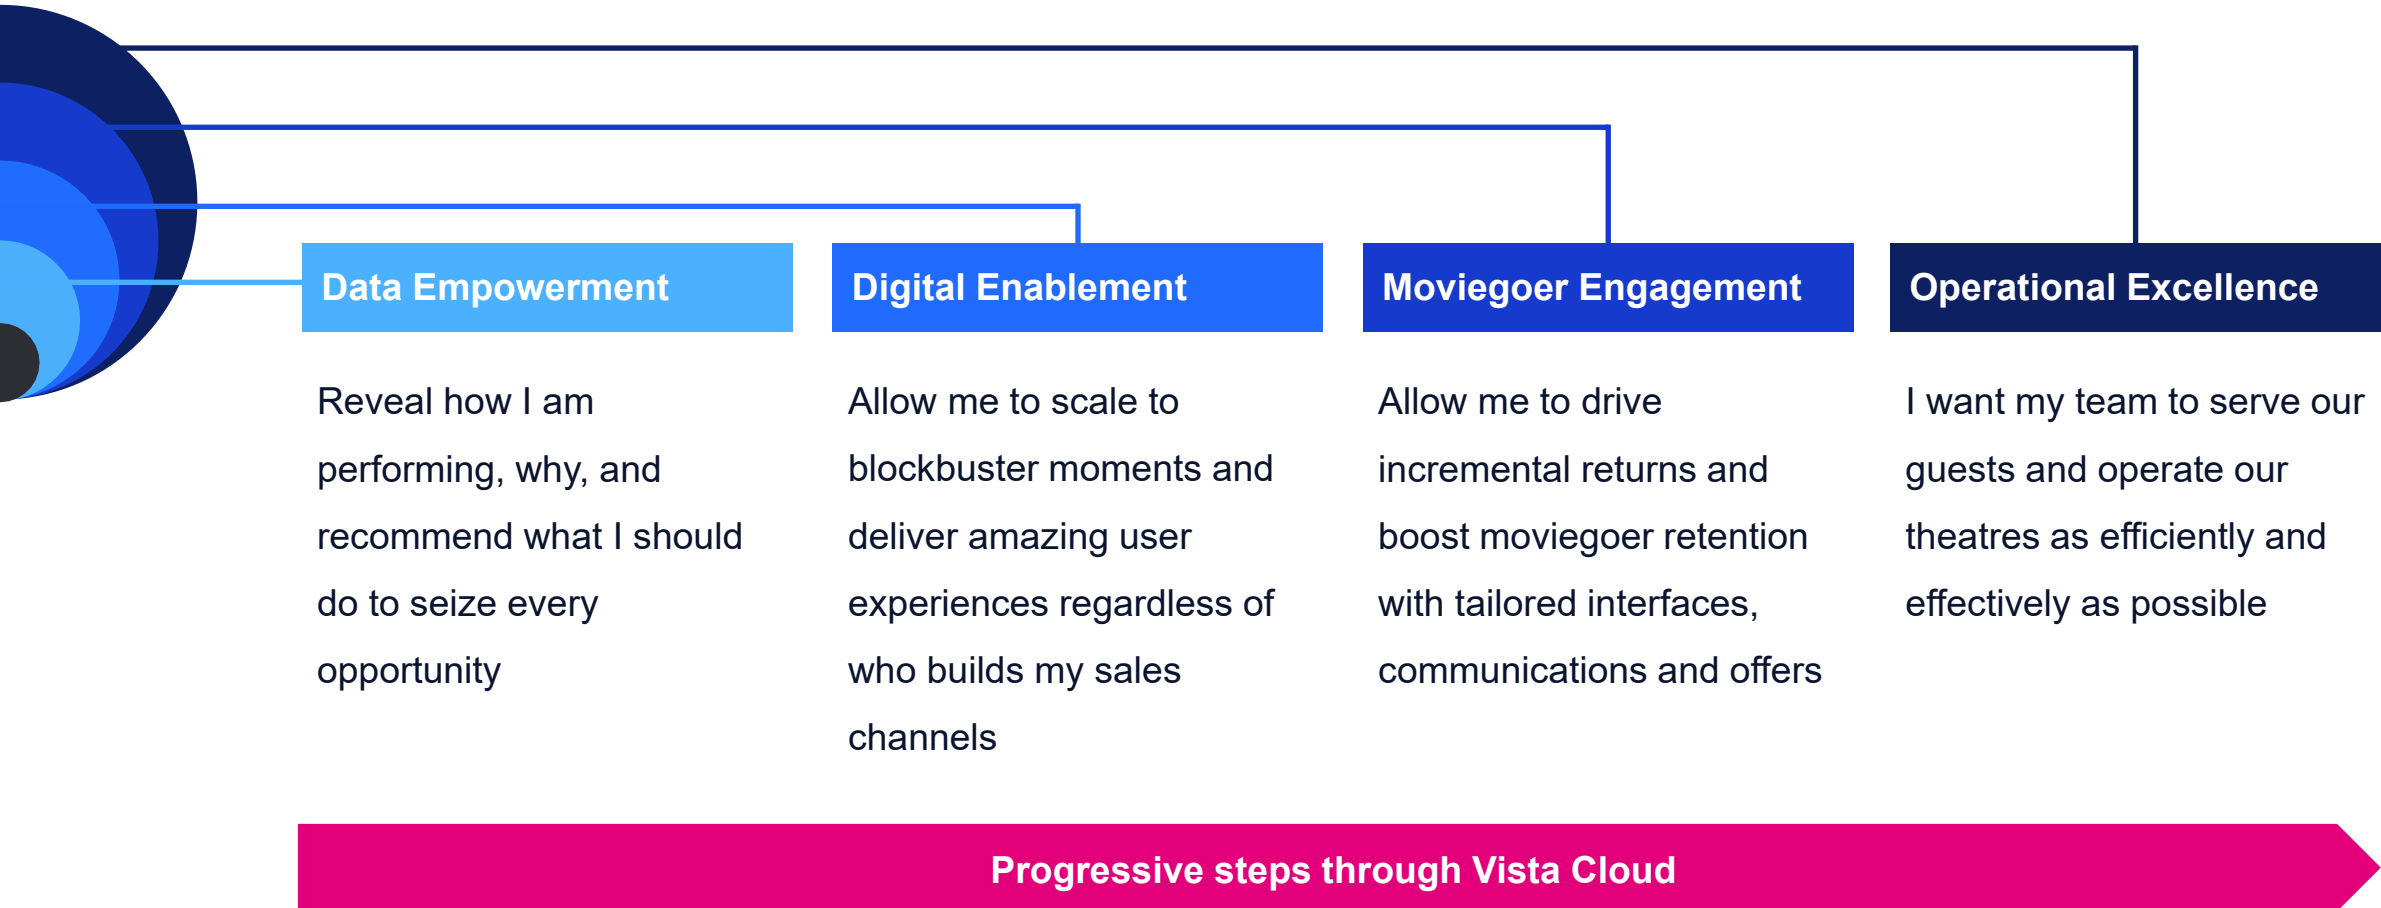 Data Empowerment
Reveal how I am
performing, why, and
recommend what I should
do to seize every
opportunity
Digital Enablement
Allow me to scale to
blockbuster moments and
deliver amazing user
experiences regardless of
who builds my sales
channels
Moviegoer Engagement
Allow me to drive
incremental returns and
boost moviegoer retention
with tailored interfaces,
communications and offers
Operational Excellence
I want my team to serve our
guests and operate our
theatres as efficiently and
effectively as possible
Progressive steps through Vista Cloud